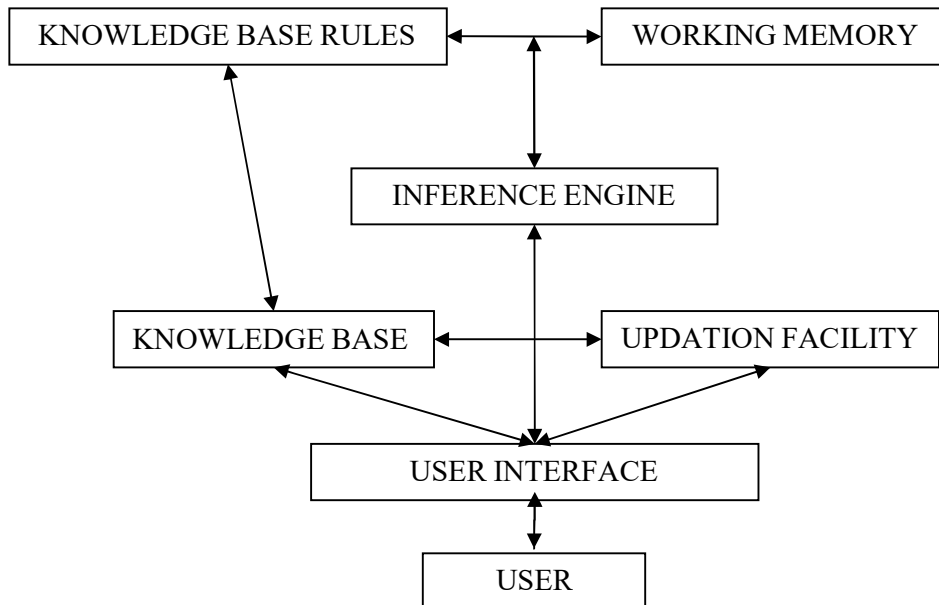 KNOWLEDGE BASE RULES
WORKING MEMORY
INFERENCE ENGINE
KNOWLEDGE BASE
UPDATION FACILITY
USER INTERFACE
USER